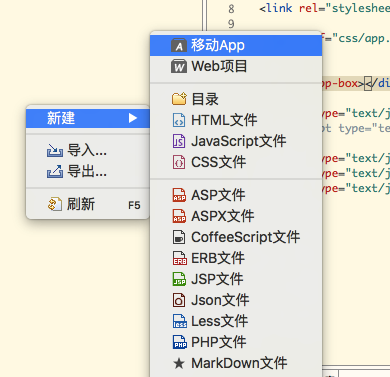 8 <link rel="stylesheet
9
="css/app.
新建
导入...
导出...
刷新 F5
移动App
Web项目
目录
HTML文件
JavaScript文件
CSS文件
ASP文件
ASPX文件
CoffeeScript文件
ERB文件
JSP文件
Json文件
Less文件
PHP文件
MarkDown文件
p-box></di
ype="text/j
pt type="te
ype="text/j
ype="text/j
ype="text/j